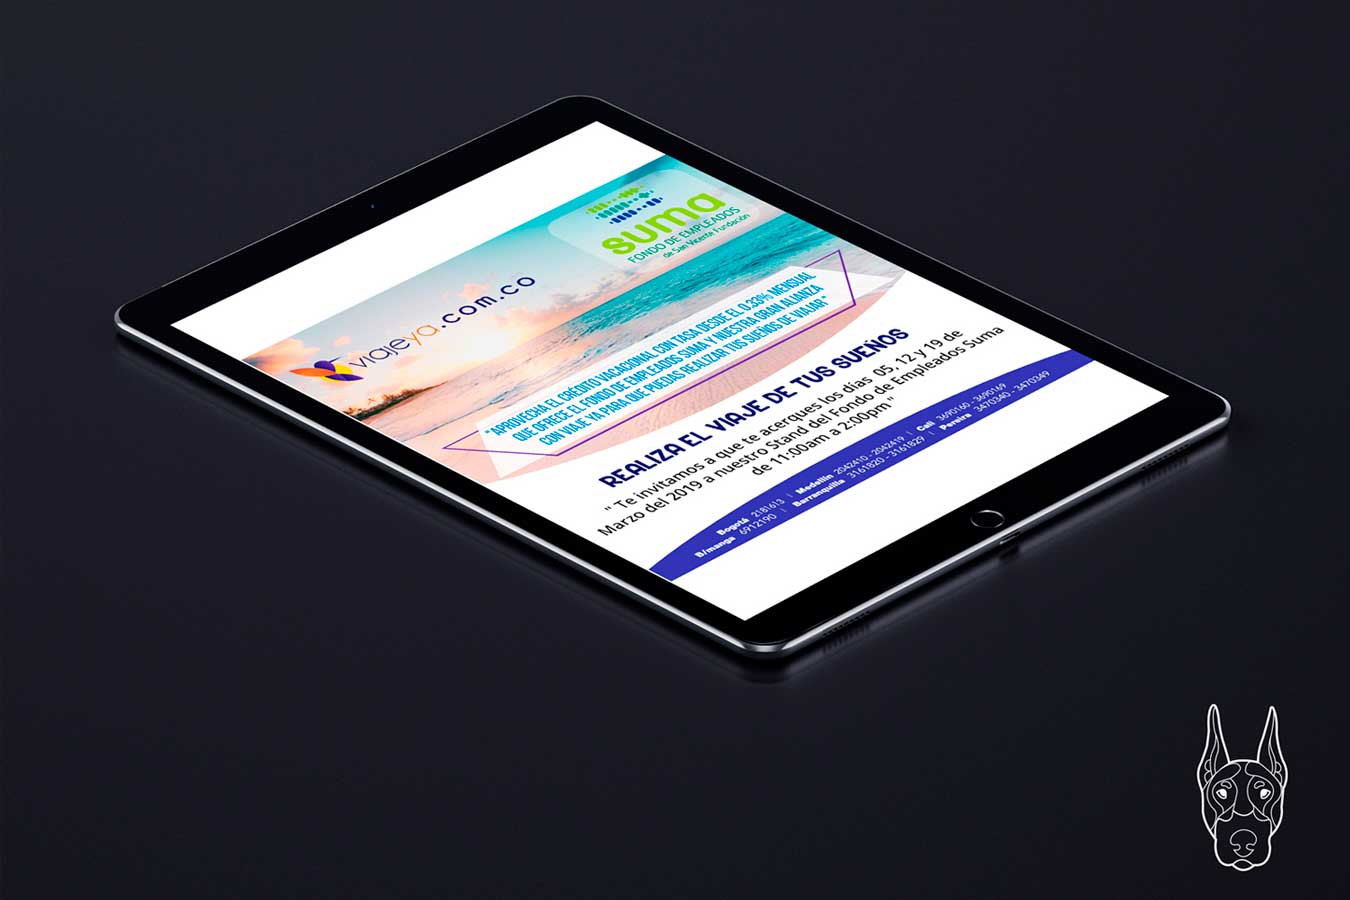 suma
FONDO DE EMPLEADOS
de San Vicente Fundación
viajeya.com.co
"APROVECHA EL CRÉDITO VACACIONAL CON TASA DESDE EL 0.33% MENSUAL
QUE OFRECE EL FONDO DE EMPLEADES SUMA Y NUESTRA GRAN ALIANZA
CON VIAJE YA PARA QUE PUEDAS REALIZAR TUS SUEÑOS DE VIAJAR"
REALIZA EL VIAJE DE TUS SUEÑOS
" Te invitamos a que te acerques los días 05, 12 y 19 de
Marzo del 2019 a nuestro Stand del Fondo de Empleados Suma
de 11:00am a 2:00pm "
Bogotá 2181613 | Medellín 2042410 - 2042419 | Cali 3690160 - 3690169
B/manga 6912190 | Barranquilla 3161820 - 3161829 | Pereira 3470340 - 3470349